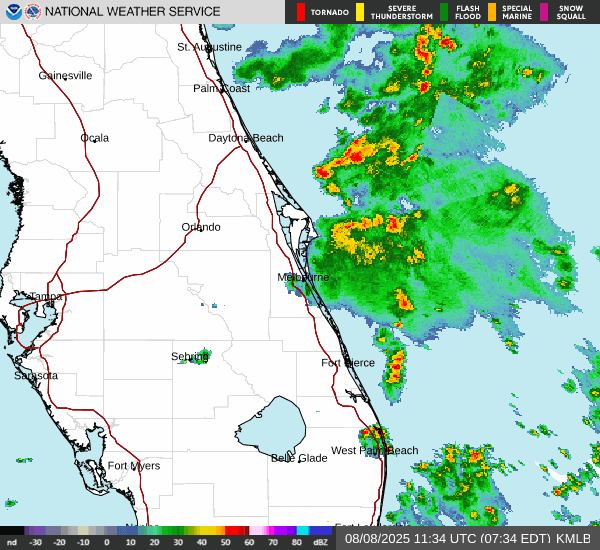 NATIONAL WEATHER SERVICE
TORNADO
SEVERE THUNDERSTORM
FLASH FLOOD
SPECIAL MARINE
SNOW SQUALL
St. Augustine
Gainesville
Palm Coast
Ocala
Daytona Beach
Orlando
Melbourne
Tampa
Sebring
Fort Pierce
Sarasota
West Palm Beach
Belle Glade
Fort Myers
nd -30 -20 -10 0 10 20 30 40 50 60 70 80 dBZ
08/08/2025 11:34 UTC (07:34 EDT) KMLB